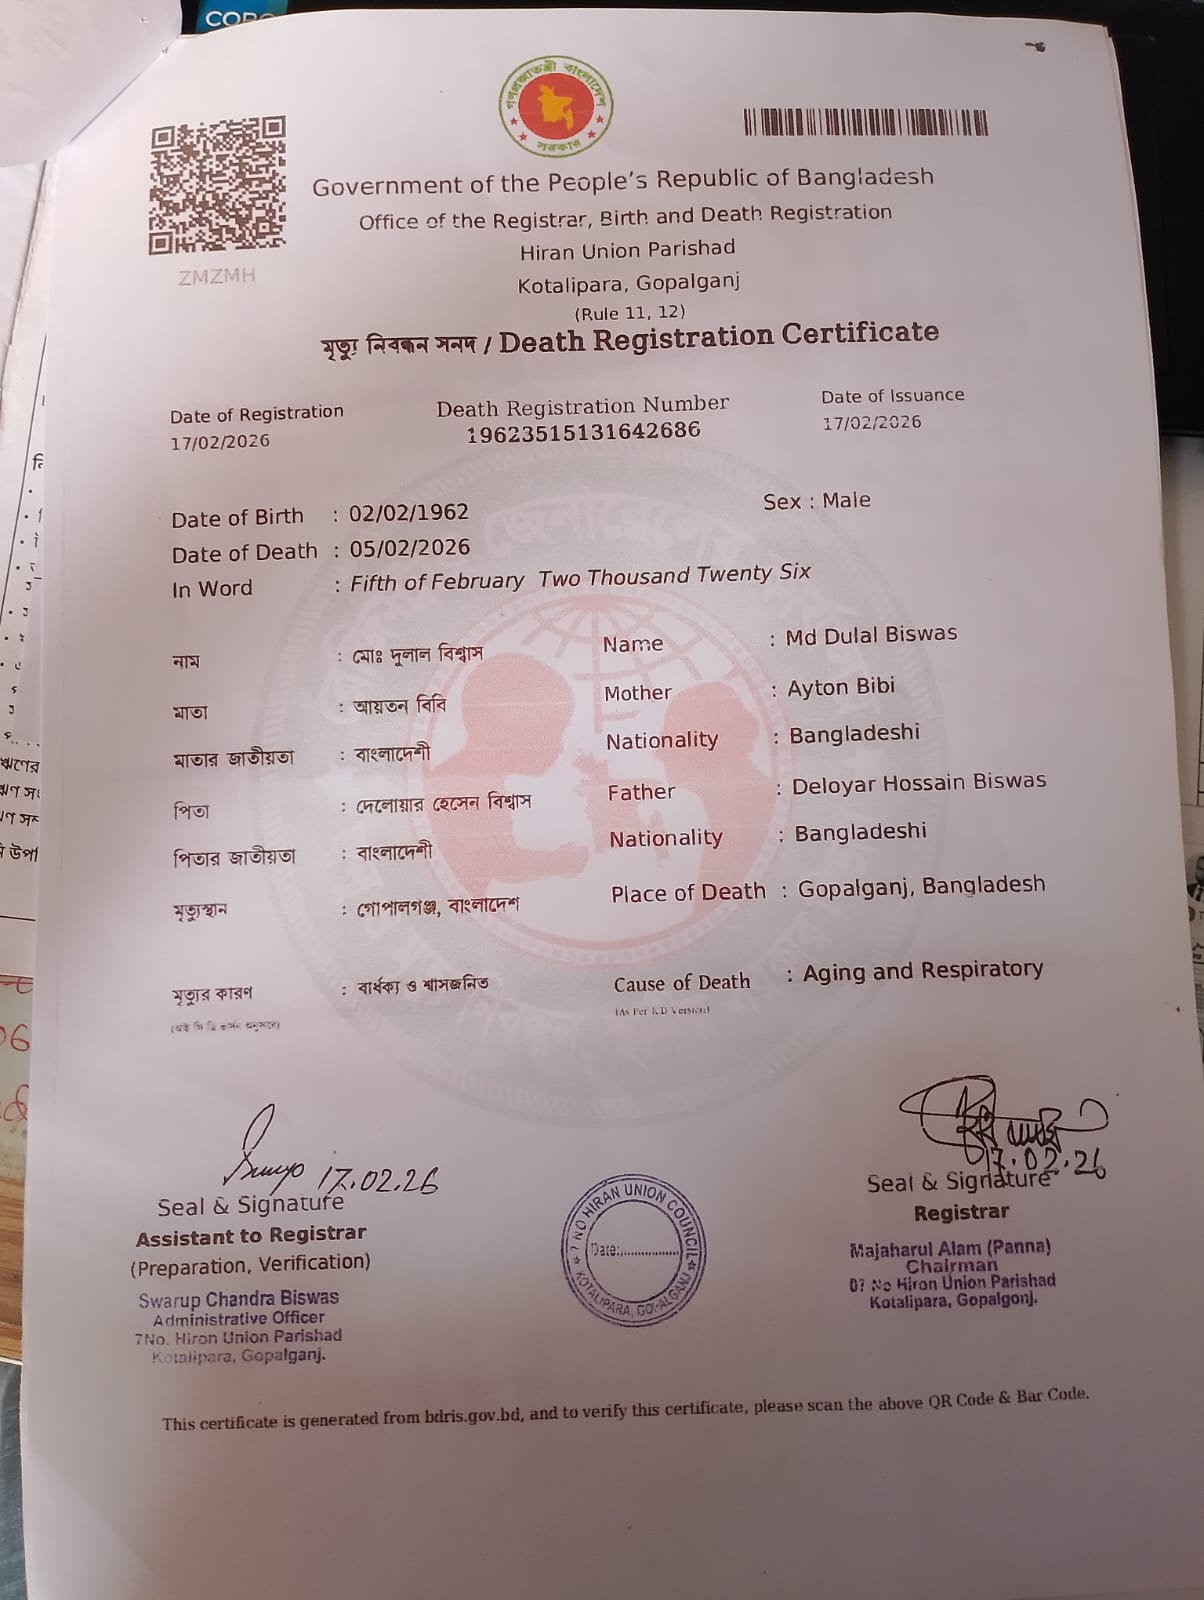 গণপ্রজাতন্ত্রী বাংলাদেশ
সরকার
ZMZMH
Government of the People's Republic of Bangladesh
Office of the Registrar, Birth and Death Registration
Hiran Union Parishad
Kotalipara, Gopalganj
(Rule 11, 12)
মৃত্যু নিবন্ধন সনদ / Death Registration Certificate
Date of Registration Death Registration Number Date of Issuance
17/02/2026 19623515131642686 17/02/2026
Date of Birth : 02/02/1962 Sex : Male
Date of Death : 05/02/2026
In Word : Fifth of February Two Thousand Twenty Six
নাম : মোঃ দুলাল বিশ্বাস Name : Md Dulal Biswas
মাতা : আয়তন বিবি Mother : Ayton Bibi
মাতার জাতীয়তা : বাংলাদেশী Nationality : Bangladeshi
পিতা : দেলোয়ার হেসেন বিশ্বাস Father : Deloyar Hossain Biswas
পিতার জাতীয়তা : বাংলাদেশী Nationality : Bangladeshi
মৃত্যুস্থান : গোপালগঞ্জ, বাংলাদেশ Place of Death : Gopalganj, Bangladesh
মৃত্যুর কারণ : বার্ধক্য ও শ্বাসজনিত Cause of Death : Aging and Respiratory
(As Per ICD Version)
17.02.26
Seal & Signature
Assistant to Registrar
(Preparation, Verification)
Swarup Chandra Biswas
Administrative Officer
7No. Hiron Union Parishad
Kotalipara, Gopalganj.
7 NO HIRAN UNION COUNCIL
Date:
KOTALIPARA, GOPALGANJ
17.02.26
Seal & Signature
Registrar
Majaharul Alam (Panna)
Chairman
07 No Hiron Union Parishad
Kotalipara, Gopalgonj.
This certificate is generated from bdris.gov.bd, and to verify this certificate, please scan the above QR Code & Bar Code.